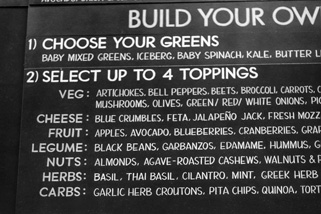 BUILD YOUR OW
1) CHOOSE YOUR GREENS
BABY MIXED GREENS, ICEBERG, BABY SPINACH, KALE, BUTTER L
2) SELECT UP TO 4 TOPPINGS
VEG: ARTICHOKES, BELL PEPPERS, BEETS, BROCCOLI, CARROTS,
MUSHROOMS, OLIVES, GREEN/ RED/ WHITE ONIONS,
CHEESE: BLUE CRUMBLES, FETA, JALAPEÑO JACK, FRESH MOZZ
FRUIT: APPLES, AVOCADO, BLUEBERRIES, CRANBERRIES, GRAP
LEGUME: BLACK BEANS, GARBANZOS, EDAMAME, HUMMUS,
NUTS: ALMONDS, AGAVE-ROASTED CASHEWS, WALNUTS &
HERBS: BASIL, THAI BASIL, CILANTRO, MINT, GREEK HERB
CARBS: GARLIC HERB CROUTONS, PITA CHIPS, QUINOA, TORT